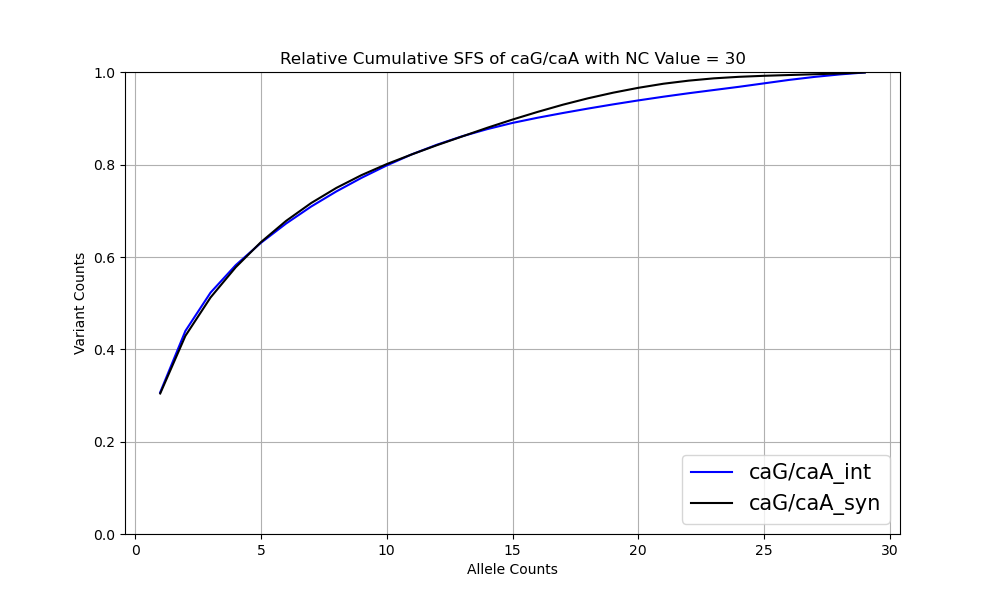 Relative Cumulative SFS of caG/caA with NC Value = 30
1.0
0.8
0.6
0.4
0.2
0.0
Variant Counts
caG/caA_int
caG/caA_syn
0 5 10 15 20 25 30
Allele Counts